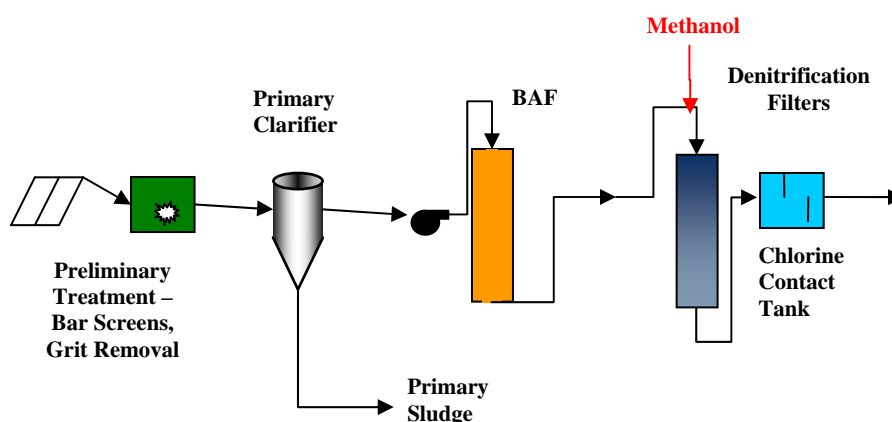 Methanol
Denitrification
Filters
BAF
Primary
Clarifier
Preliminary
Treatment –
Bar Screens,
Grit Removal
Chlorine
Contact
Tank
Primary
Sludge